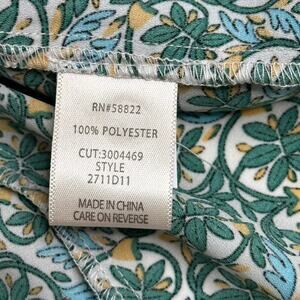 RN#58822
100% POLYESTER
CUT:3004469
STYLE
2711D11
MADE IN CHINA
CARE ON REVERSE